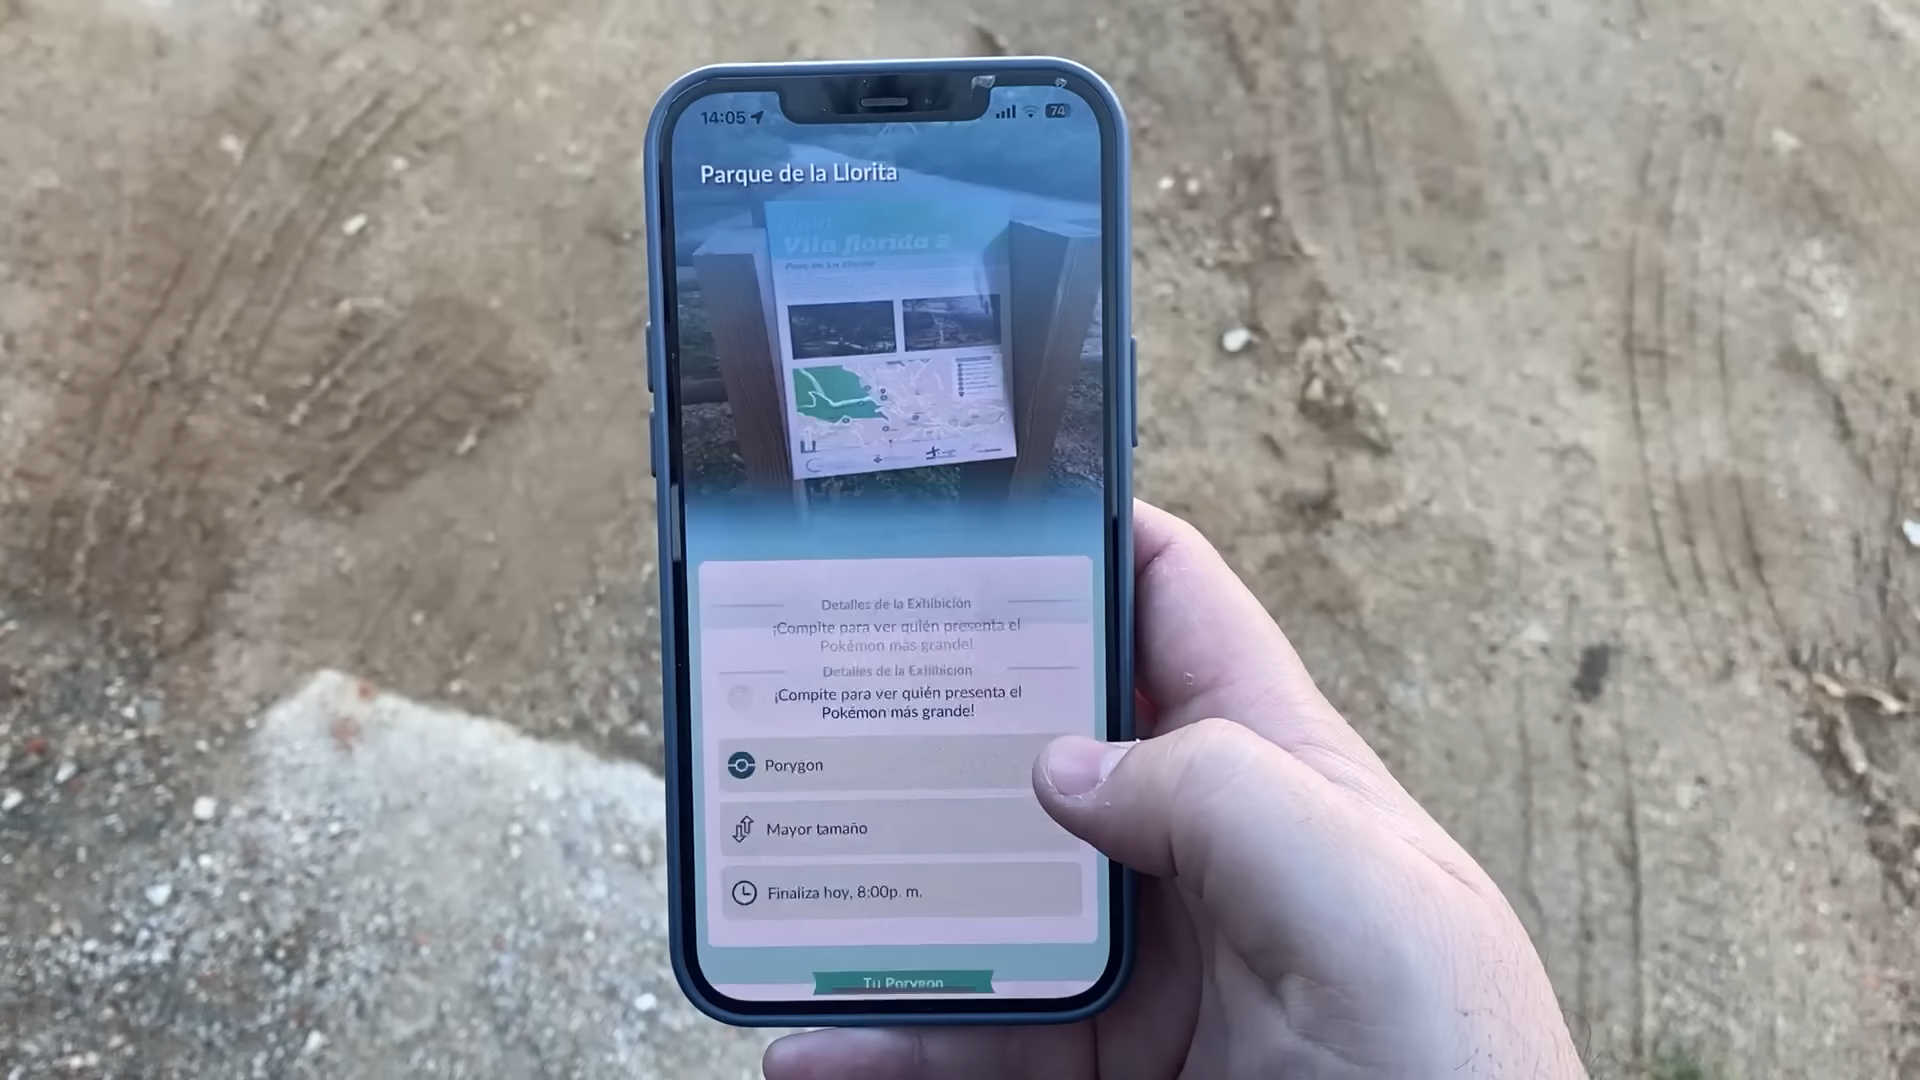 14:05
74
Parque de la Llorita
Vila florida 2
Parc de La Llorita
Detalles de la Exhibición
¡Compite para ver quién presenta el
Pokémon más grande!
Detalles de la Exhibición
¡Compite para ver quién presenta el
Pokémon más grande!
Porygon
Mayor tamaño
Finaliza hoy, 8:00p. m.
Tu Porygon